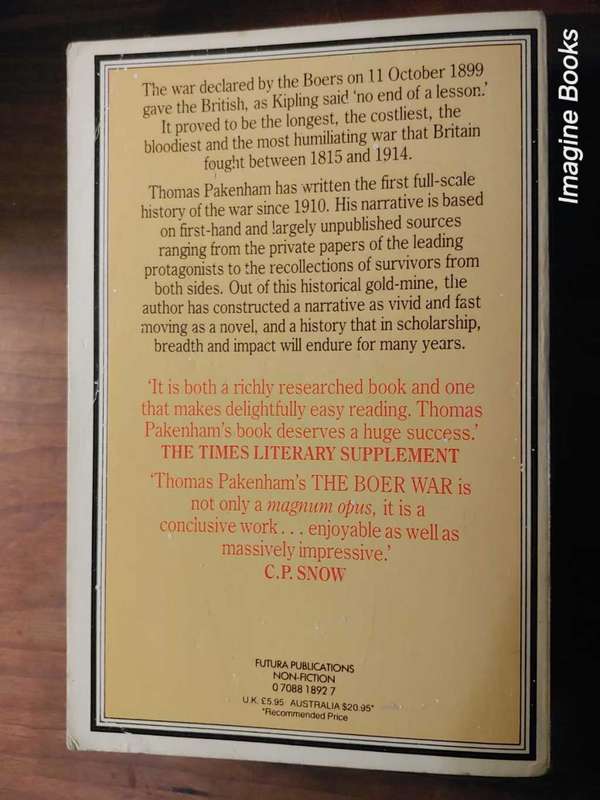 The war declared by the Boers on 11 October 1899
gave the British, as Kipling said 'no end of a lesson.'
It proved to be the longest, the costliest, the
bloodiest and the most humiliating war that Britain
fought between 1815 and 1914.
Thomas Pakenham has written the first full-scale
history of the war since 1910. His narrative is based
on first-hand and largely unpublished sources
ranging from the private papers of the leading
protagonists to the recollections of survivors from
both sides. Out of this historical gold-mine, the
author has constructed a narrative as vivid and fast
moving as a novel, and a history that in scholarship,
breadth and impact will endure for many years.
'It is both a richly researched book and one
that makes delightfully easy reading. Thomas
Pakenham's book deserves a huge success.'
THE TIMES LITERARY SUPPLEMENT
'Thomas Pakenham's THE BOER WAR is
not only a magnum opus, it is a
conclusive work . . . enjoyable as well as
massively impressive.'
C.P. SNOW
FUTURA PUBLICATIONS
NON-FICTION
0 7088 1892 7
U.K. £5.95 AUSTRALIA $20.95*
*Recommended Price
Imagine Books